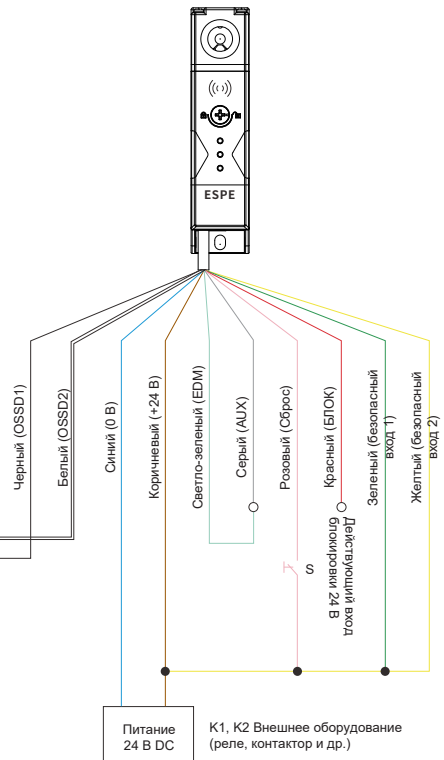 ESPE
Черный (OSSD1)
Белый (OSSD2)
Синий (0 В)
Коричневый (+24 В)
Светло-зеленый (EDM)
Серый (AUX)
Розовый (Сброс)
Красный (БЛОК)
Зеленый (безопасный
вход 1)
Желтый (безопасный
вход 2)
S
Действующий вход
блокировки 24 В
Питание
24 В DC
K1, K2 Внешнее оборудование
(реле, контактор и др.)